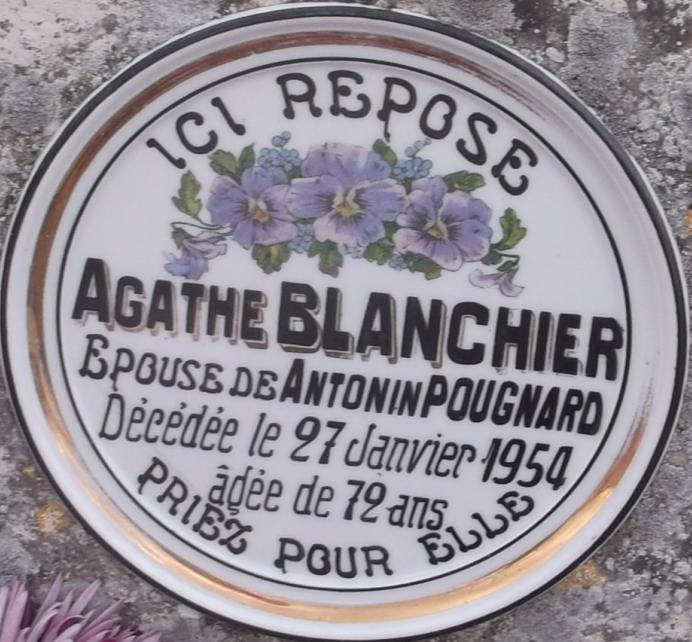 ICI REPOSE
AGATHE BLANCHIER
EPOUSE DE ANTONIN POUGNARD
Décédée le 27 Janvier 1954
âgée de 72 ans
PRIEZ POUR ELLE